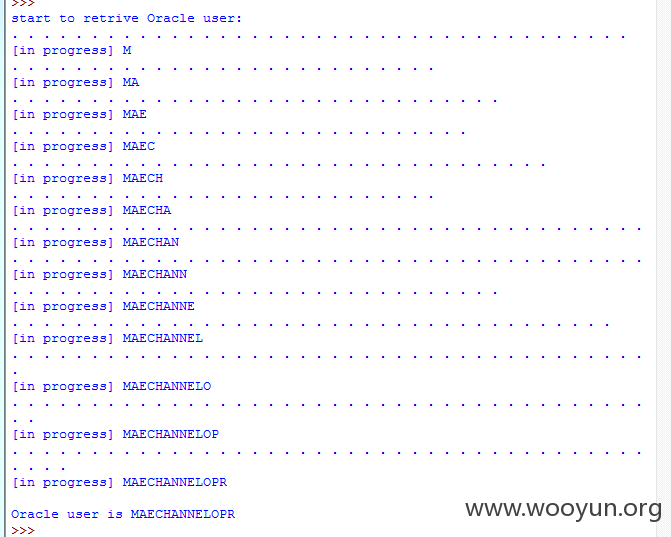 >>>
start to retrive Oracle user:
. . . . . . . . . . . . . . . . . . . . . . . . . . . . . . . . . . . . . . .
[in progress] M
. . . . . . . . . . . . . . . . . . . . . . . . . . .
[in progress] MA
. . . . . . . . . . . . . . . . . . . . . . . . . . . . . . .
[in progress] MAE
. . . . . . . . . . . . . . . . . . . . . . . . . . . . .
[in progress] MAEC
. . . . . . . . . . . . . . . . . . . . . . . . . . . . . . . . . .
[in progress] MAECH
. . . . . . . . . . . . . . . . . . . . . . . . . . .
[in progress] MAECHA
. . . . . . . . . . . . . . . . . . . . . . . . . . . . . . . . . . . . . . . .
[in progress] MAECHAN
. . . . . . . . . . . . . . . . . . . . . . . . . . . . . . . . . . . . . . . .
[in progress] MAECHANN
. . . . . . . . . . . . . . . . . . . . . . . . . . . . . . .
[in progress] MAECHANNE
. . . . . . . . . . . . . . . . . . . . . . . . . . . . . . . . . . . . . .
[in progress] MAECHANNEL
. . . . . . . . . . . . . . . . . . . . . . . . . . . . . . . . . . . . . . . .
.
[in progress] MAECHANNELO
. . . . . . . . . . . . . . . . . . . . . . . . . . . . . . . . . . . . . . . .
. .
[in progress] MAECHANNELOP
. . . . . . . . . . . . . . . . . . . . . . . . . . . . . . . . . . . . . . . .
. . . .
[in progress] MAECHANNELOPR
Oracle user is MAECHANNELOPR
>>>
www.wooyun.org